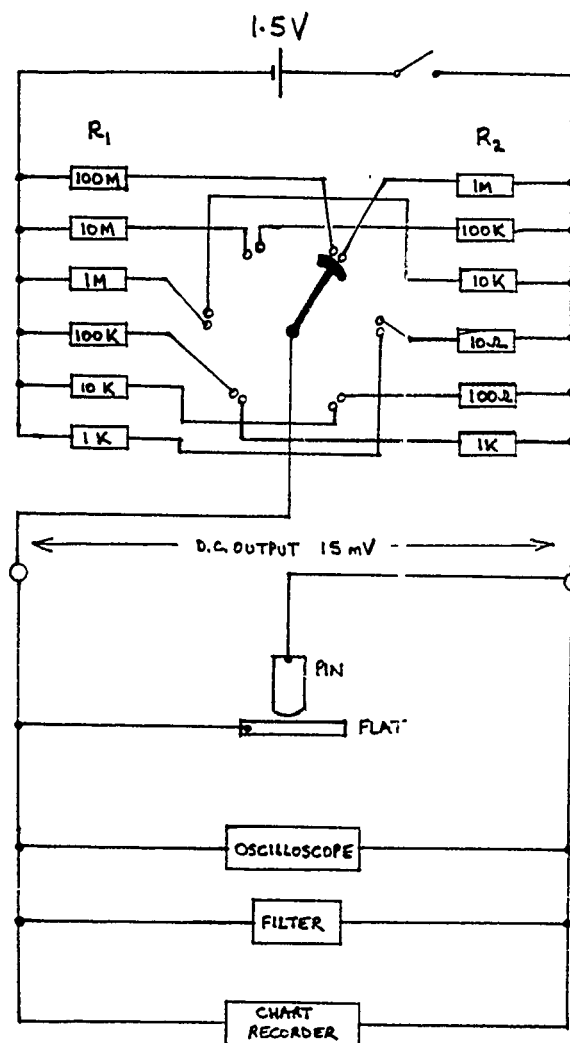 1.5V
R1
R2
100M
1M
10M
100K
1M
10K
100K
10Ω
10K
100Ω
1K
1K
D.C. OUTPUT 15 mV
PIN
FLAT
OSCILLOSCOPE
FILTER
CHART
RECORDER